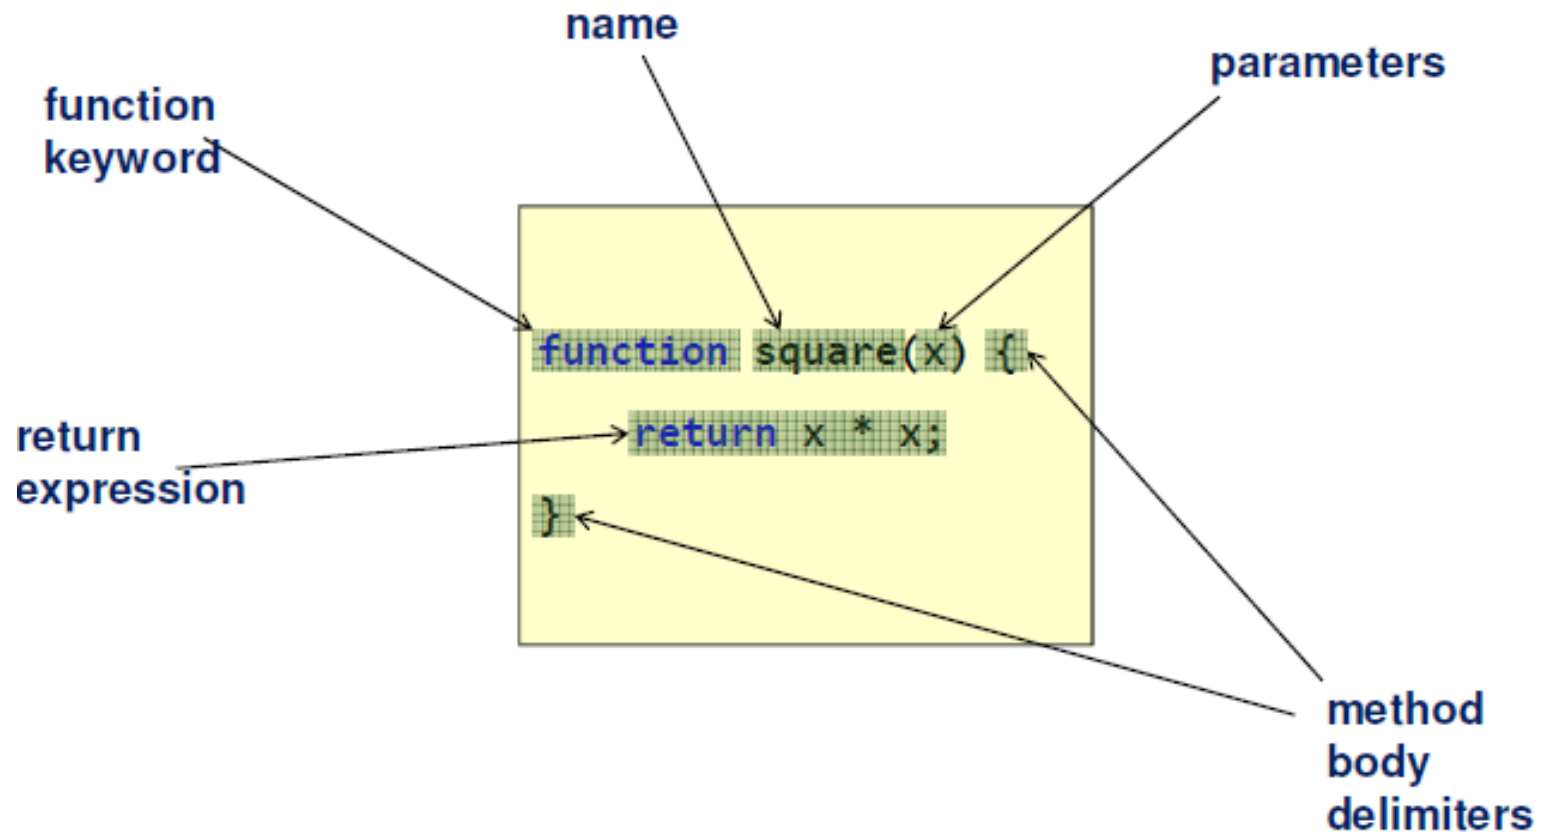 name
parameters
function
keyword
function square(x) {
return x * x;
}
return
expression
method
body
delimiters